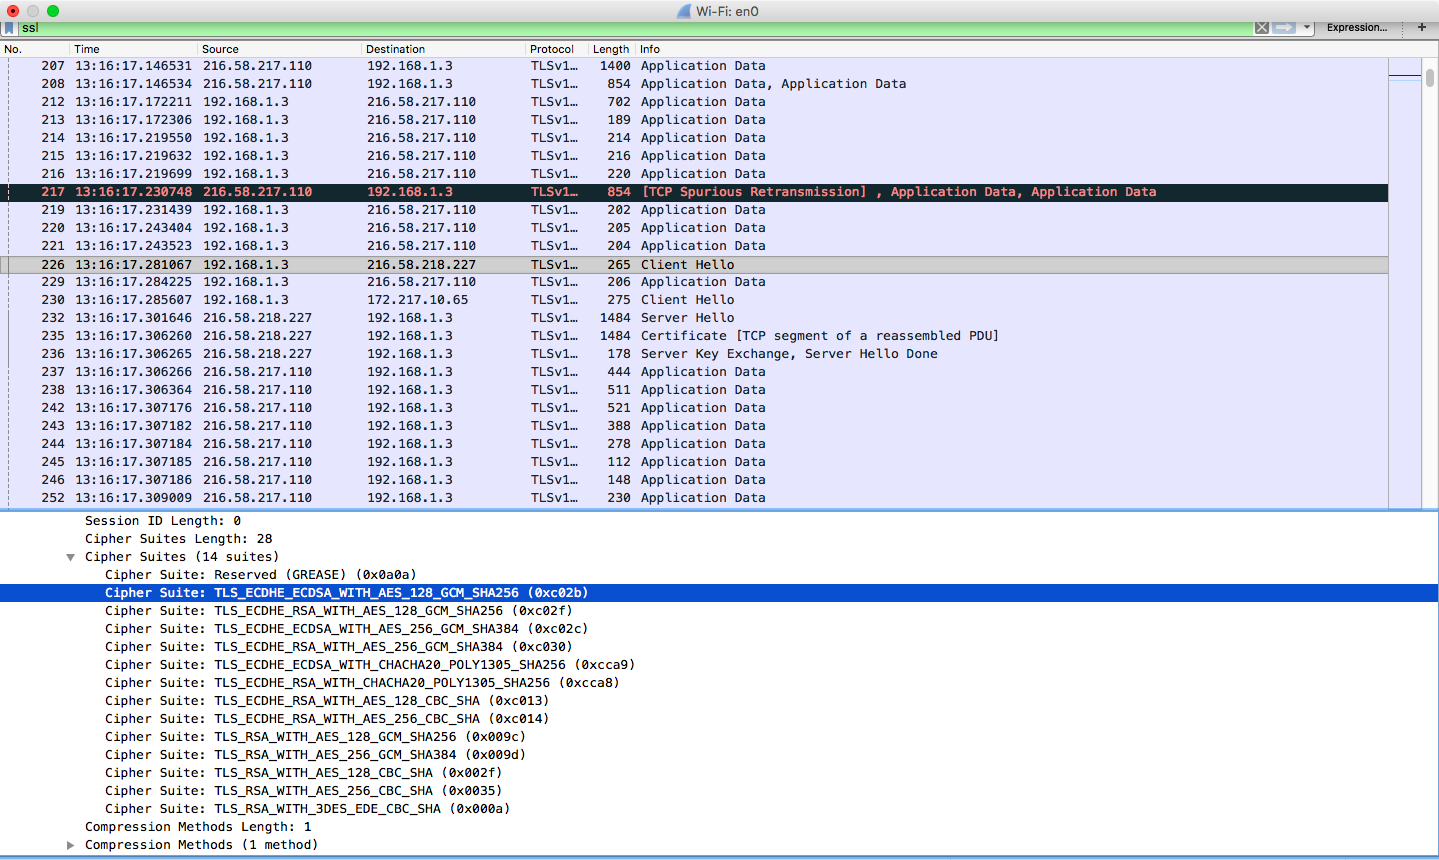 Wi-Fi: en0
ssl Expression... +
No. Time Source Destination Protocol Length Info
207 13:16:17.146531 216.58.217.110 192.168.1.3 TLSv1… 1400 Application Data
208 13:16:17.146534 216.58.217.110 192.168.1.3 TLSv1… 854 Application Data, Application Data
212 13:16:17.172211 192.168.1.3 216.58.217.110 TLSv1… 702 Application Data
213 13:16:17.172306 192.168.1.3 216.58.217.110 TLSv1… 189 Application Data
214 13:16:17.219550 192.168.1.3 216.58.217.110 TLSv1… 214 Application Data
215 13:16:17.219632 192.168.1.3 216.58.217.110 TLSv1… 216 Application Data
216 13:16:17.219699 192.168.1.3 216.58.217.110 TLSv1… 220 Application Data
217 13:16:17.230748 216.58.217.110 192.168.1.3 TLSv1… 854 [TCP Spurious Retransmission] , Application Data, Application Data
219 13:16:17.231439 192.168.1.3 216.58.217.110 TLSv1… 202 Application Data
220 13:16:17.243404 192.168.1.3 216.58.217.110 TLSv1… 205 Application Data
221 13:16:17.243523 192.168.1.3 216.58.217.110 TLSv1… 204 Application Data
226 13:16:17.281067 192.168.1.3 216.58.218.227 TLSv1… 265 Client Hello
229 13:16:17.284225 192.168.1.3 216.58.217.110 TLSv1… 206 Application Data
230 13:16:17.285607 192.168.1.3 172.217.10.65 TLSv1… 275 Client Hello
232 13:16:17.301646 216.58.218.227 192.168.1.3 TLSv1… 1484 Server Hello
235 13:16:17.306260 216.58.218.227 192.168.1.3 TLSv1… 1484 Certificate [TCP segment of a reassembled PDU]
236 13:16:17.306265 216.58.218.227 192.168.1.3 TLSv1… 178 Server Key Exchange, Server Hello Done
237 13:16:17.306266 216.58.217.110 192.168.1.3 TLSv1… 444 Application Data
238 13:16:17.306364 216.58.217.110 192.168.1.3 TLSv1… 511 Application Data
242 13:16:17.307176 216.58.217.110 192.168.1.3 TLSv1… 521 Application Data
243 13:16:17.307182 216.58.217.110 192.168.1.3 TLSv1… 388 Application Data
244 13:16:17.307184 216.58.217.110 192.168.1.3 TLSv1… 278 Application Data
245 13:16:17.307185 216.58.217.110 192.168.1.3 TLSv1… 112 Application Data
246 13:16:17.307186 216.58.217.110 192.168.1.3 TLSv1… 148 Application Data
252 13:16:17.309009 216.58.217.110 192.168.1.3 TLSv1… 230 Application Data
Session ID Length: 0
Cipher Suites Length: 28
Cipher Suites (14 suites)
Cipher Suite: Reserved (GREASE) (0x0a0a)
Cipher Suite: TLS_ECDHE_ECDSA_WITH_AES_128_GCM_SHA256 (0xc02b)
Cipher Suite: TLS_ECDHE_RSA_WITH_AES_128_GCM_SHA256 (0xc02f)
Cipher Suite: TLS_ECDHE_ECDSA_WITH_AES_256_GCM_SHA384 (0xc02c)
Cipher Suite: TLS_ECDHE_RSA_WITH_AES_256_GCM_SHA384 (0xc030)
Cipher Suite: TLS_ECDHE_ECDSA_WITH_CHACHA20_POLY1305_SHA256 (0xcca9)
Cipher Suite: TLS_ECDHE_RSA_WITH_CHACHA20_POLY1305_SHA256 (0xcca8)
Cipher Suite: TLS_ECDHE_RSA_WITH_AES_128_CBC_SHA (0xc013)
Cipher Suite: TLS_ECDHE_RSA_WITH_AES_256_CBC_SHA (0xc014)
Cipher Suite: TLS_RSA_WITH_AES_128_GCM_SHA256 (0x009c)
Cipher Suite: TLS_RSA_WITH_AES_256_GCM_SHA384 (0x009d)
Cipher Suite: TLS_RSA_WITH_AES_128_CBC_SHA (0x002f)
Cipher Suite: TLS_RSA_WITH_AES_256_CBC_SHA (0x0035)
Cipher Suite: TLS_RSA_WITH_3DES_EDE_CBC_SHA (0x000a)
Compression Methods Length: 1
Compression Methods (1 method)